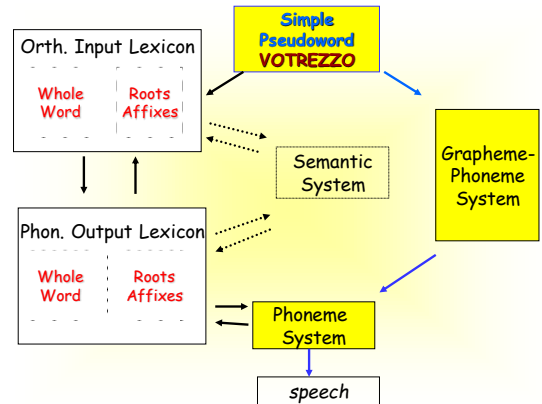 Simple
Pseudoword
VOTREZZO
Orth. Input Lexicon
Whole
Word
Roots
Affixes
Semantic
System
Grapheme-
Phoneme
System
Phon. Output Lexicon
Whole
Word
Roots
Affixes
Phoneme
System
speech